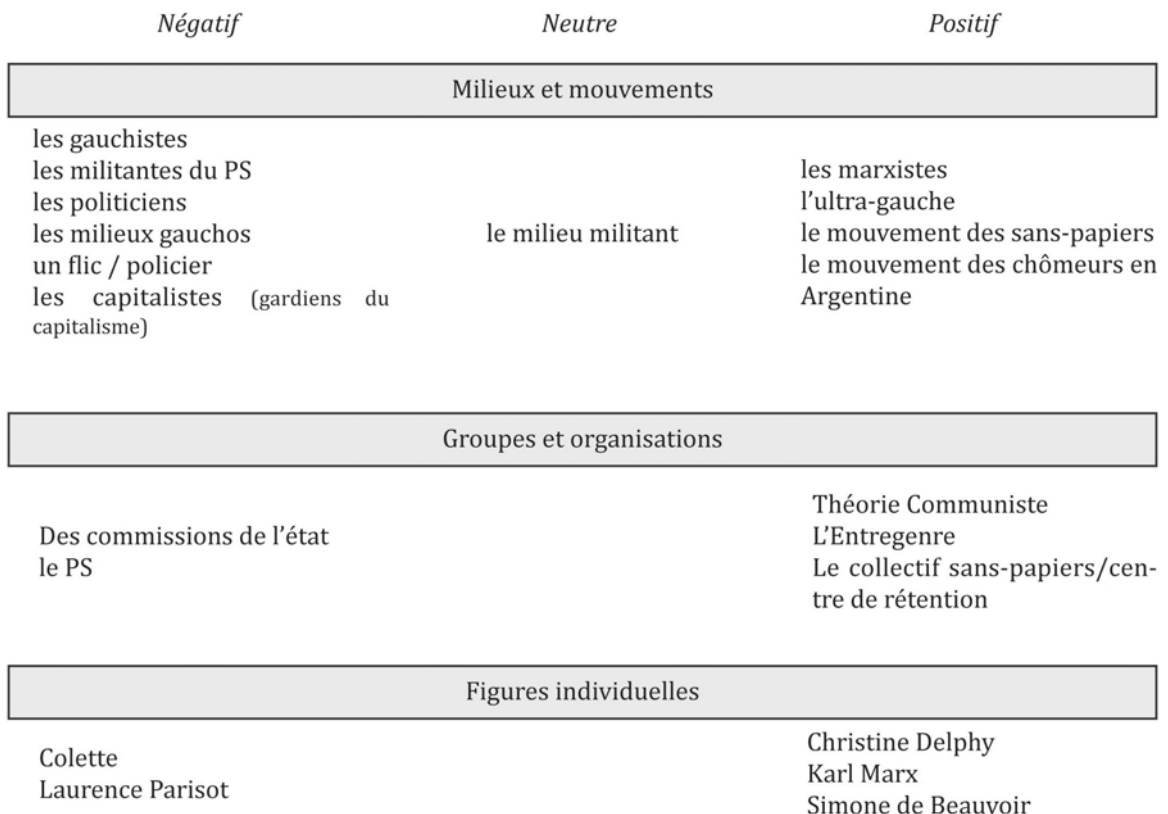 Négatif Neutre Positif
Milieux et mouvements
les gauchistes
les militantes du PS
les politiciens
les milieux gauchos
un flic / policier
les capitalistes (gardiens du
capitalisme)
le milieu militant
les marxistes
l'ultra-gauche
le mouvement des sans-papiers
le mouvement des chômeurs en
Argentine
Groupes et organisations
Des commissions de l'état
le PS
Théorie Communiste
L'Entregenre
Le collectif sans-papiers/cen-
tre de rétention
Figures individuelles
Colette
Laurence Parisot
Christine Delphy
Karl Marx
Simone de Beauvoir